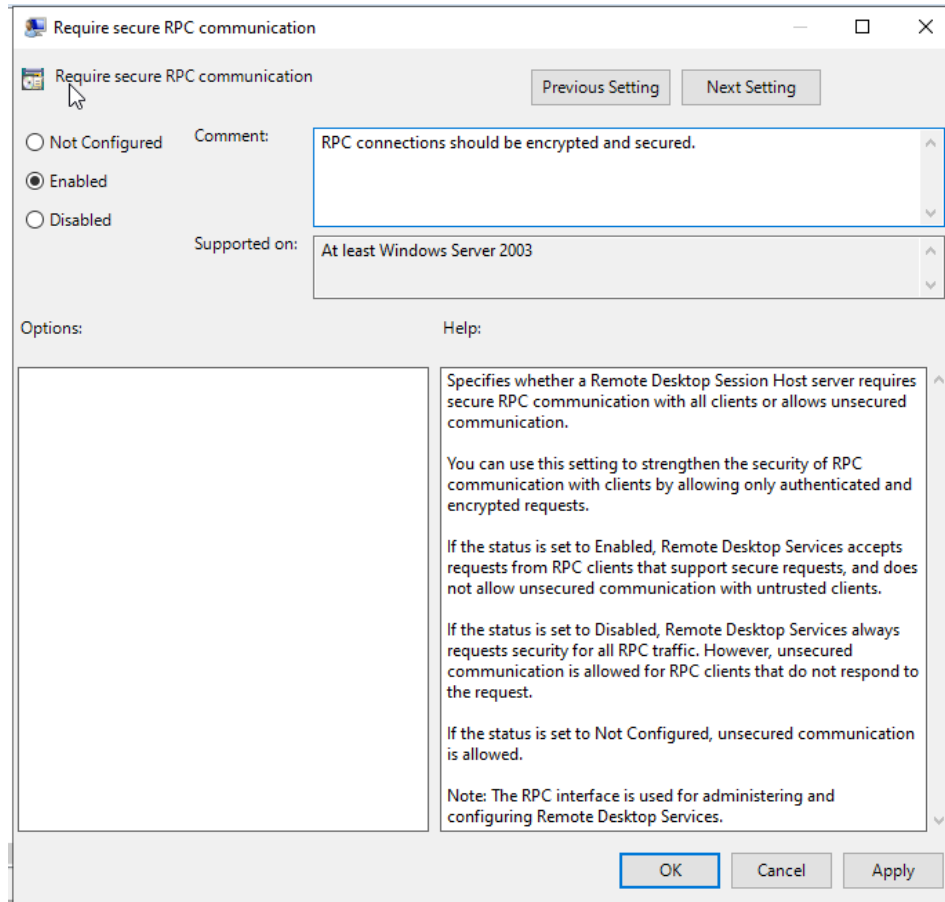 Require secure RPC communication
Require secure RPC communication
Previous Setting
Next Setting
Not Configured
Enabled
Disabled
Comment:
RPC connections should be encrypted and secured.
Supported on:
At least Windows Server 2003
Options:
Help:
Specifies whether a Remote Desktop Session Host server requires
secure RPC communication with all clients or allows unsecured
communication.
You can use this setting to strengthen the security of RPC
communication with clients by allowing only authenticated and
encrypted requests.
If the status is set to Enabled, Remote Desktop Services accepts
requests from RPC clients that support secure requests, and does
not allow unsecured communication with untrusted clients.
If the status is set to Disabled, Remote Desktop Services always
requests security for all RPC traffic. However, unsecured
communication is allowed for RPC clients that do not respond to
the request.
If the status is set to Not Configured, unsecured communication
is allowed.
Note: The RPC interface is used for administering and
configuring Remote Desktop Services.
OK
Cancel
Apply